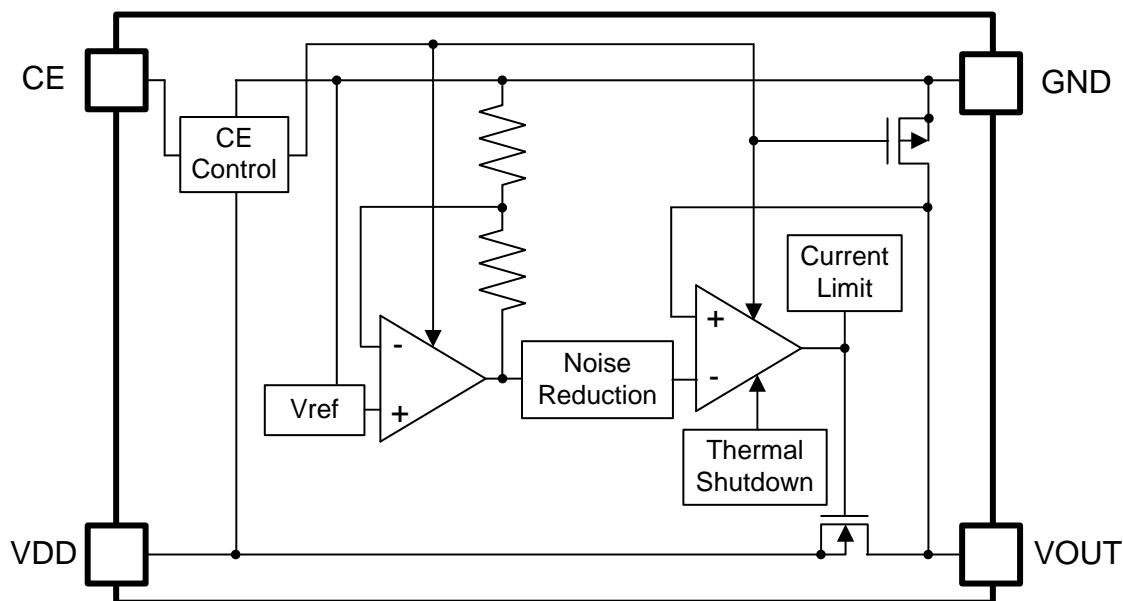 CE
GND
CE
Control
Current
Limit
+
-
Noise
Reduction
-
Vref
+
Thermal
Shutdown
VDD
VOUT